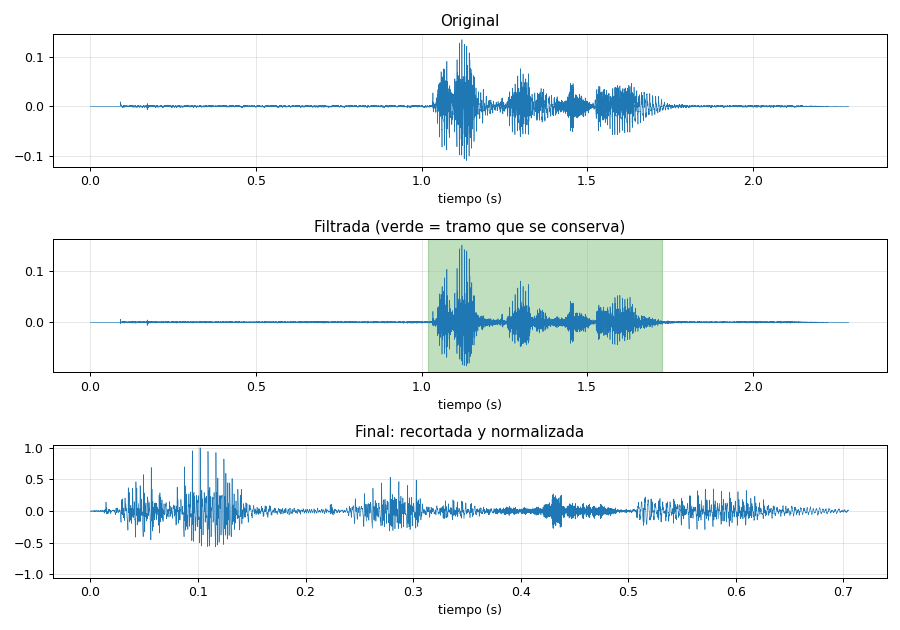 Original
0.1
0.0
−0.1
0.0 0.5 1.0 1.5 2.0
tiempo (s)
Filtrada (verde = tramo que se conserva)
0.1
0.0
0.0 0.5 1.0 1.5 2.0
tiempo (s)
Final: recortada y normalizada
1.0
0.5
0.0
−0.5
−1.0
0.0 0.1 0.2 0.3 0.4 0.5 0.6 0.7
tiempo (s)